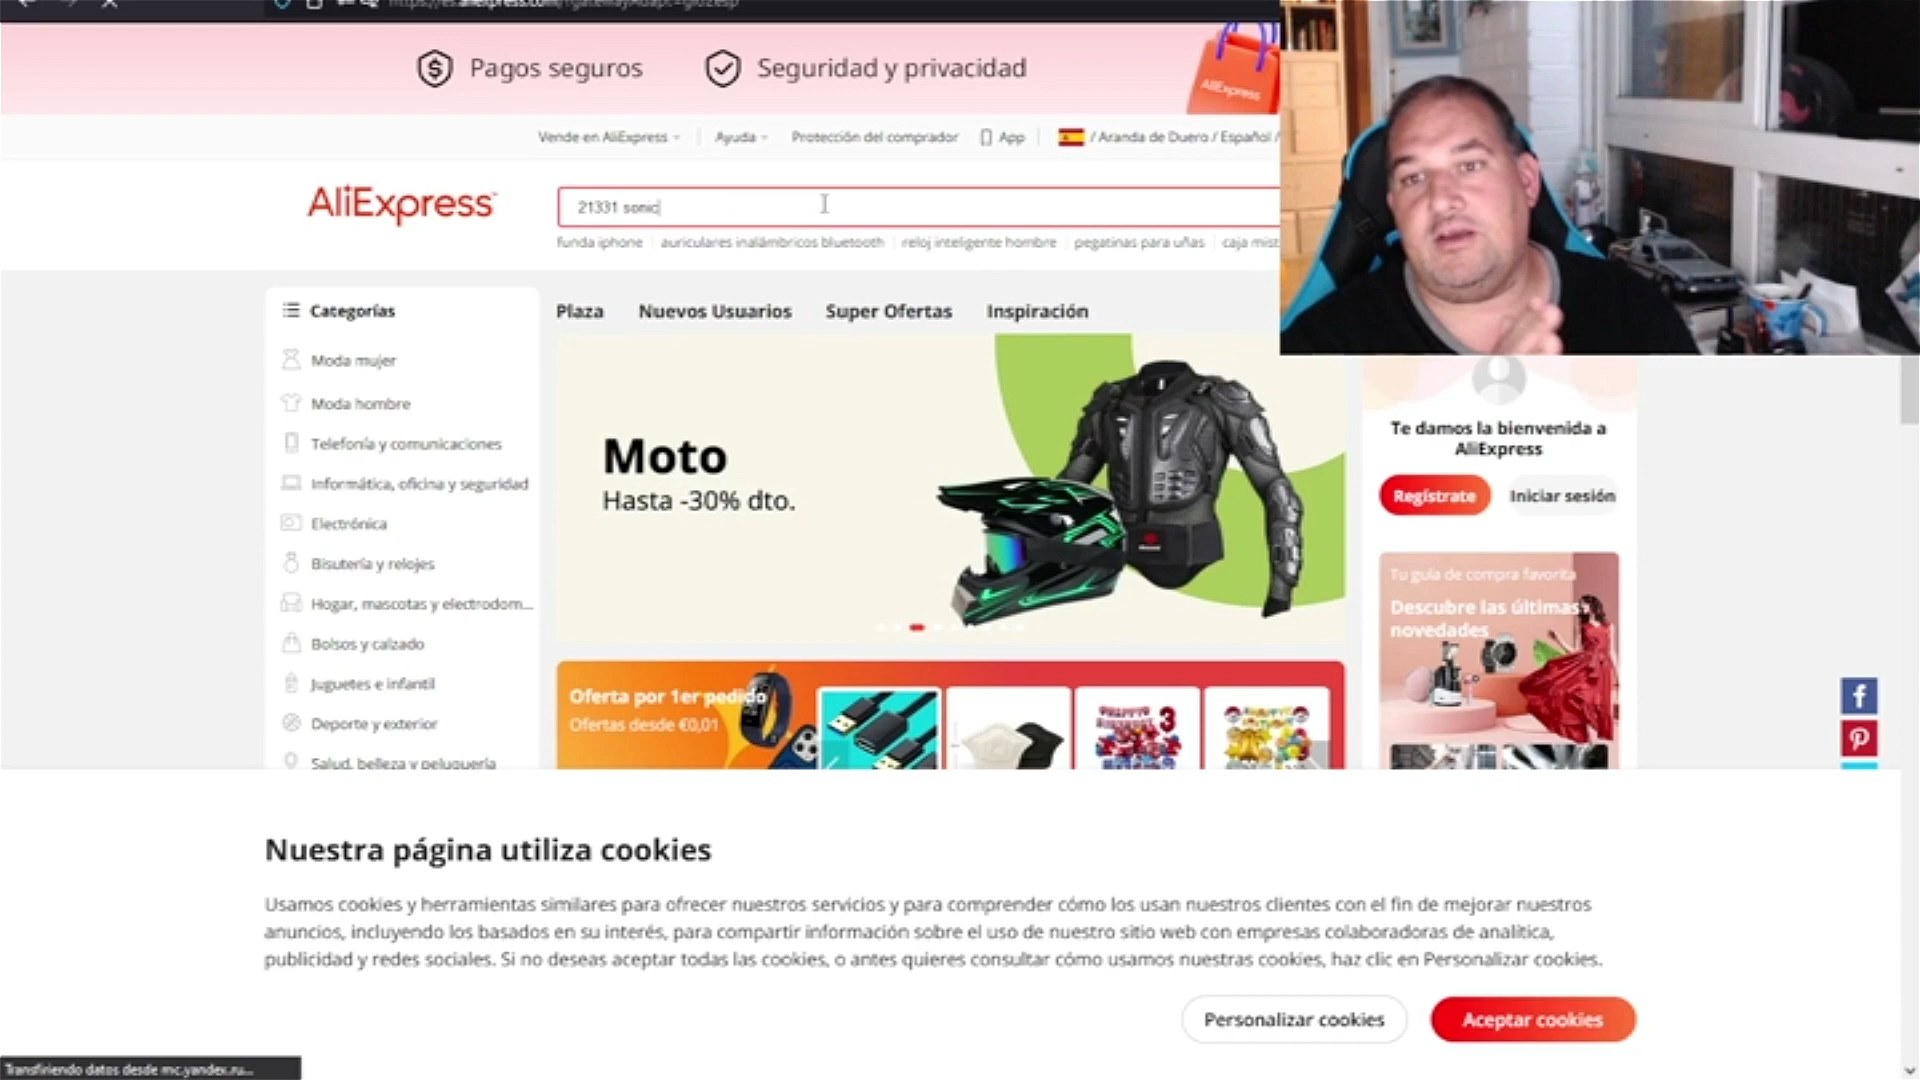 Pagos seguros
Seguridad y privacidad
AliExpress
Vende en AliExpress
Ayuda
Protección del comprador
App
/ Aranda de Duero / Español /
AliExpress
21331 sonic
funda iphone
auriculares inalámbricos bluetooth
reloj inteligente hombre
pegatinas para uñas
caja mist
Categorías
Plaza
Nuevos Usuarios
Super Ofertas
Inspiración
Moda mujer
Moda hombre
Telefonía y comunicaciones
Informática, oficina y seguridad
Electrónica
Bisutería y relojes
Hogar, mascotas y electrodom...
Bolsos y calzado
Juguetes e infantil
Deporte y exterior
Salud, belleza y peluquería
Moto
Hasta -30% dto.
Te damos la bienvenida a
AliExpress
Regístrate
Iniciar sesión
Tu guía de compra favorita
Descubre las últimas
novedades
Oferta por 1er pedido
Ofertas desde €0,01
Nuestra página utiliza cookies
Usamos cookies y herramientas similares para ofrecer nuestros servicios y para comprender cómo los usan nuestros clientes con el fin de mejorar nuestros
anuncios, incluyendo los basados en su interés, para compartir información sobre el uso de nuestro sitio web con empresas colaboradoras de analítica,
publicidad y redes sociales. Si no deseas aceptar todas las cookies, o antes quieres consultar cómo usamos nuestras cookies, haz clic en Personalizar cookies.
Personalizar cookies
Aceptar cookies
Transfiriendo datos desde mc.yandex.ru...